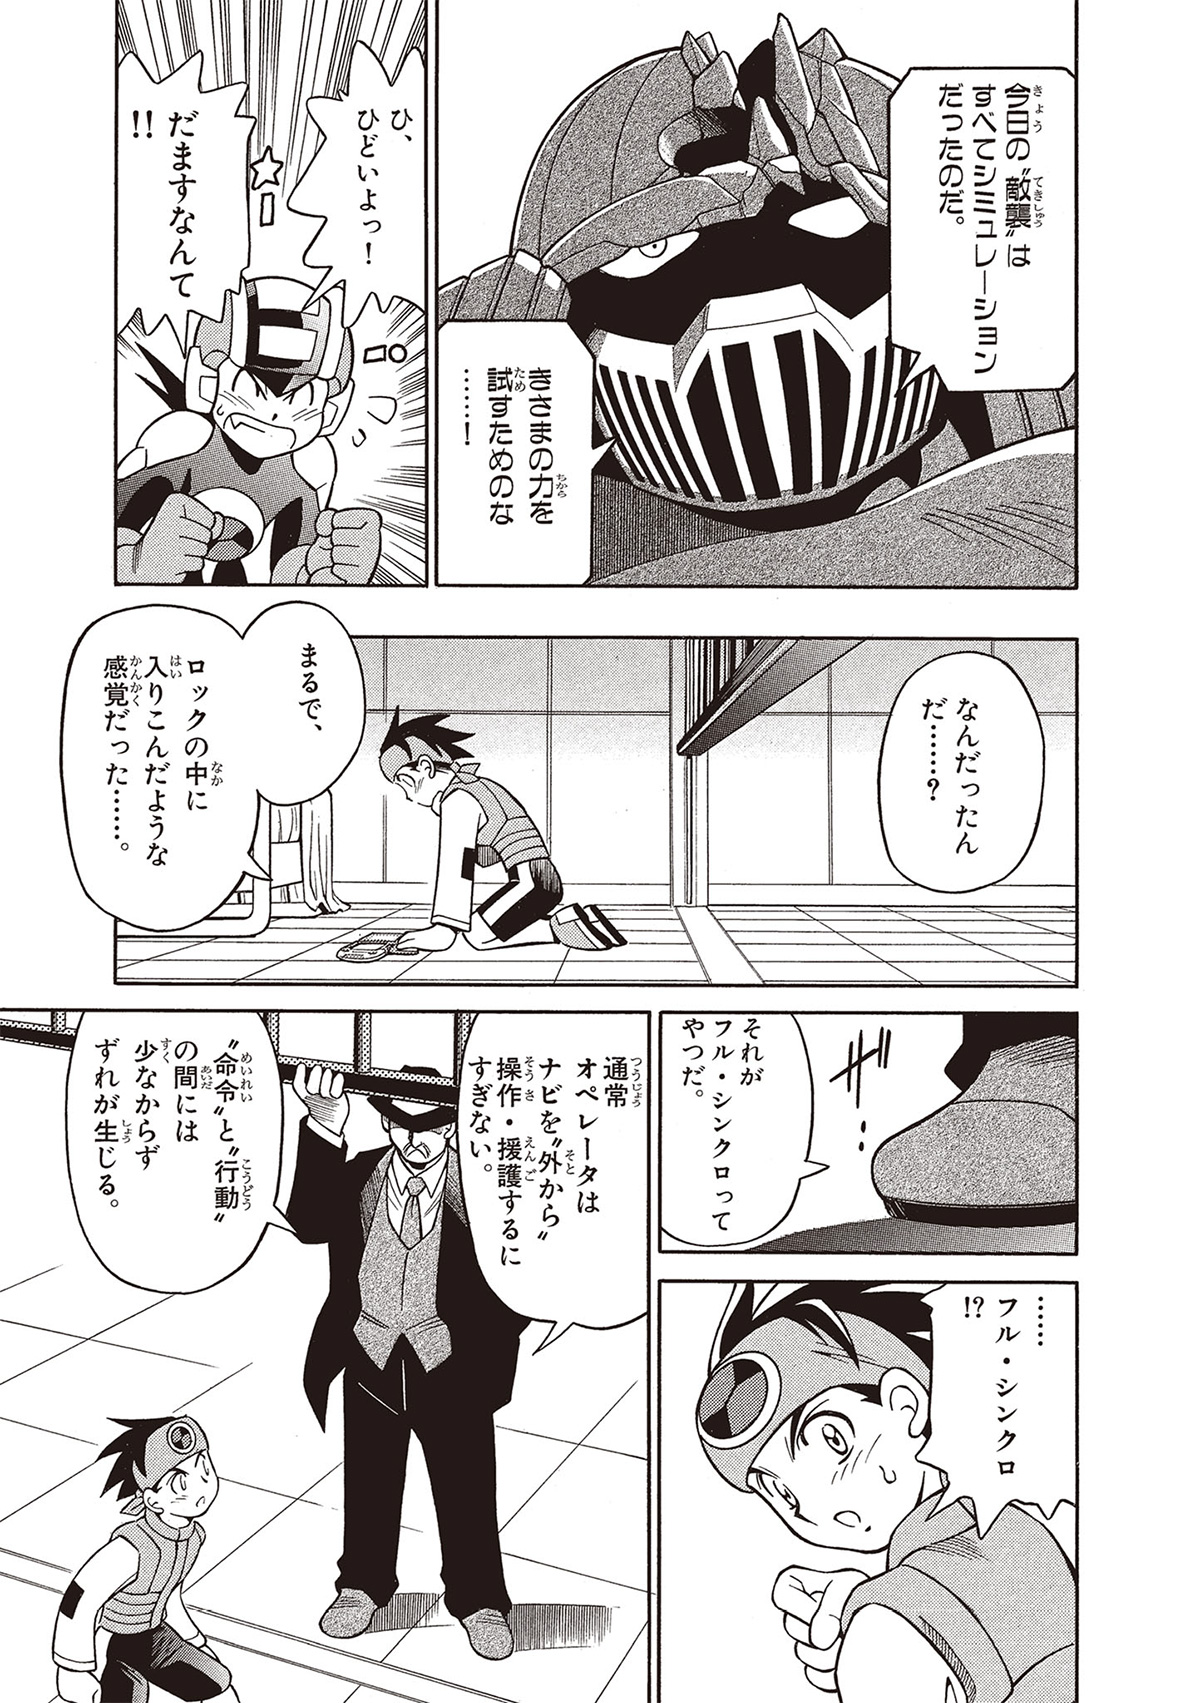 今日の〝敵襲〟は
すべてシミュレーション
だったのだ。
きさまの力を
試すためのな
……！
ひ、
ひどいよっ！
だますなんて
!!
なんだったん
だ……？
まるで、
ロックの中に
入りこんだような
感覚だった……。
それが
フル・シンクロって
やつだ。
……
フル・シンクロ
!?
通常
オペレータは
ナビを〝外から〟
操作・援護するに
すぎない。
〝命令〟と〝行動〟
の間には
少なからず
ずれが生じる。